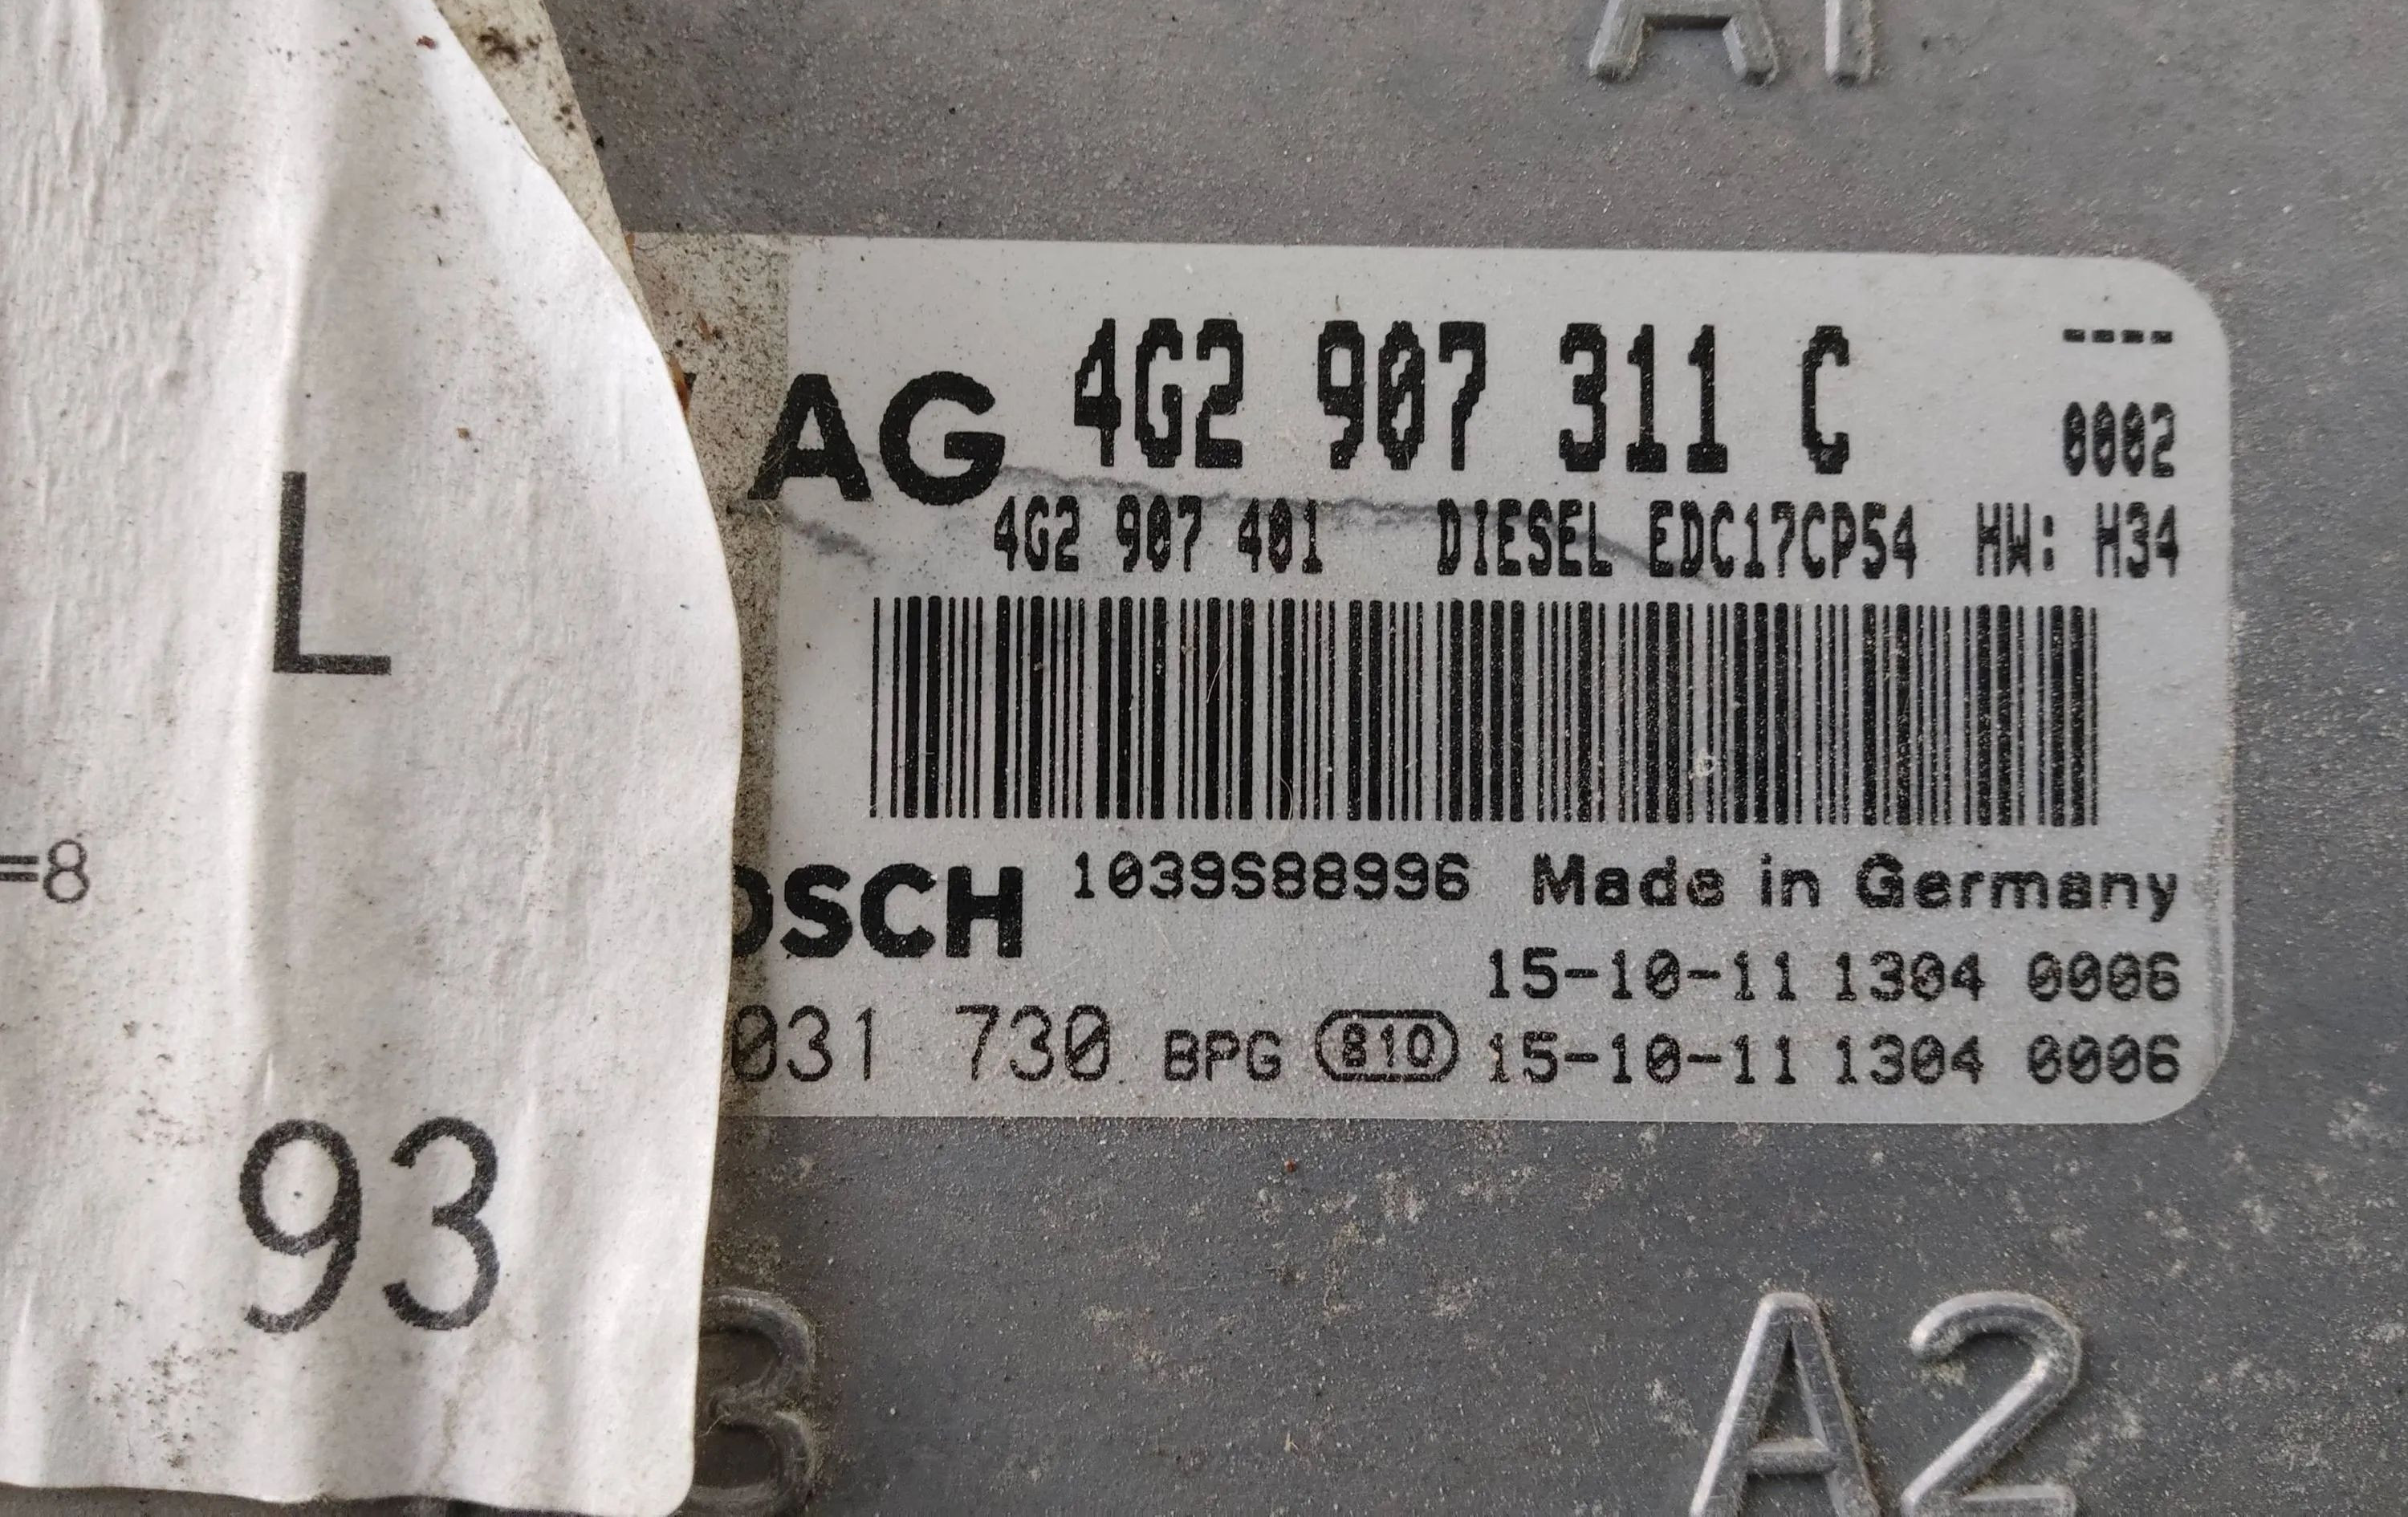 A1
AG 4G2 907 311 C ----
0002
4G2 907 401 DIESEL EDC17CP54 HW: H34
L
=8
OSCH 1039S88996 Made in Germany
15-10-11 1304 0006
031 730 BPG 810 15-10-11 1304 0006
93
3
A2